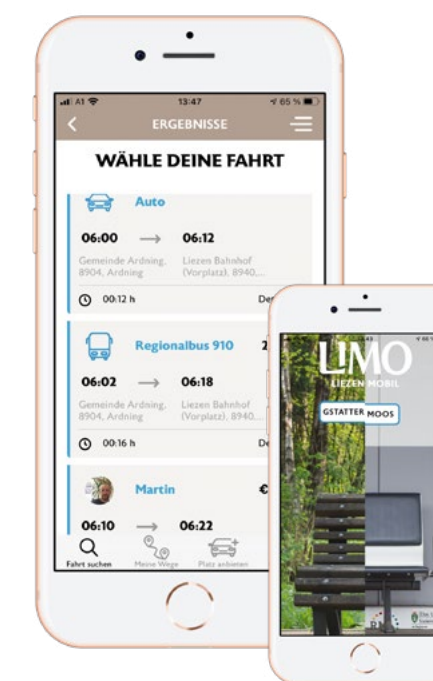 A1
13:47
65 %
ERGEBNISSE
WÄHLE DEINE FAHRT
Auto
06:00 → 06:12
Gemeinde Ardning, Liezen Bahnhof
8904, Ardning (Vorplatz), 8940,...
00:12 h
Regionalbus 910 2
06:02 → 06:18
Gemeinde Ardning, Liezen Bahnhof
8904, Ardning (Vorplatz), 8940,...
00:16 h
Martin €
06:10 → 06:22
Fahrt suchen Meine Wege Platz anbieten
LIMO
LIEZEN MOBIL
GSTATTER MOOS